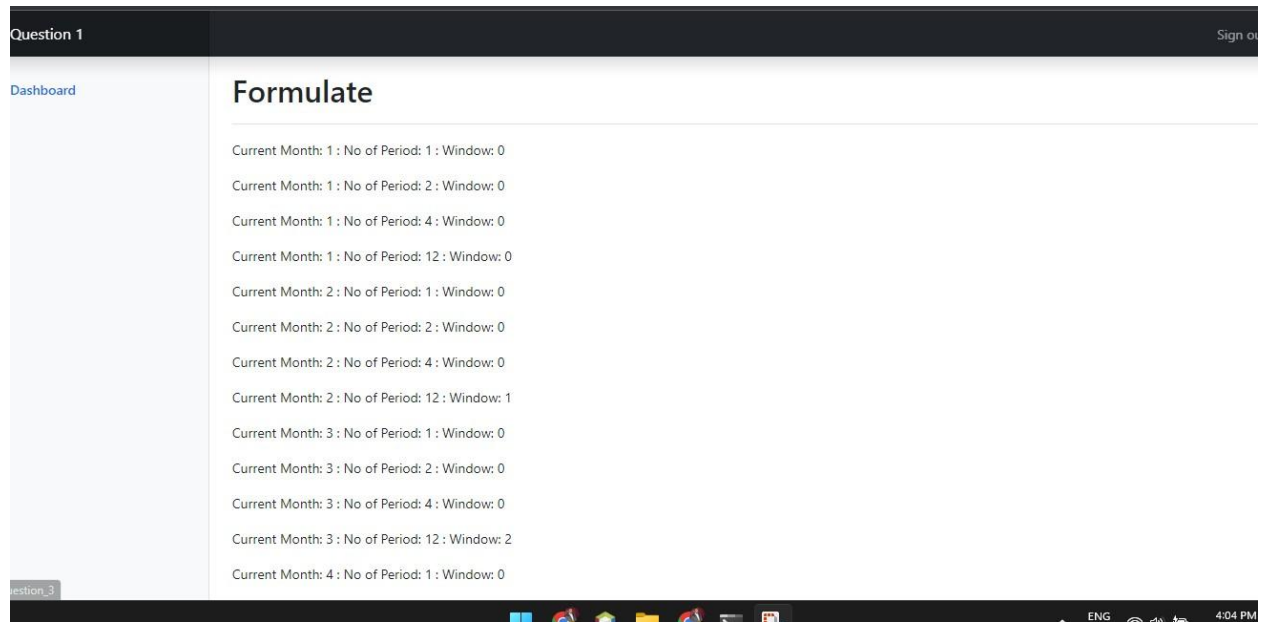 Question 1
Sign ou
Dashboard
Formulate
Current Month: 1 : No of Period: 1 : Window: 0
Current Month: 1 : No of Period: 2 : Window: 0
Current Month: 1 : No of Period: 4 : Window: 0
Current Month: 1 : No of Period: 12 : Window: 0
Current Month: 2 : No of Period: 1 : Window: 0
Current Month: 2 : No of Period: 2 : Window: 0
Current Month: 2 : No of Period: 4 : Window: 0
Current Month: 2 : No of Period: 12 : Window: 1
Current Month: 3 : No of Period: 1 : Window: 0
Current Month: 3 : No of Period: 2 : Window: 0
Current Month: 3 : No of Period: 4 : Window: 0
Current Month: 3 : No of Period: 12 : Window: 2
Current Month: 4 : No of Period: 1 : Window: 0
uestion_3
ENG
4:04 PM